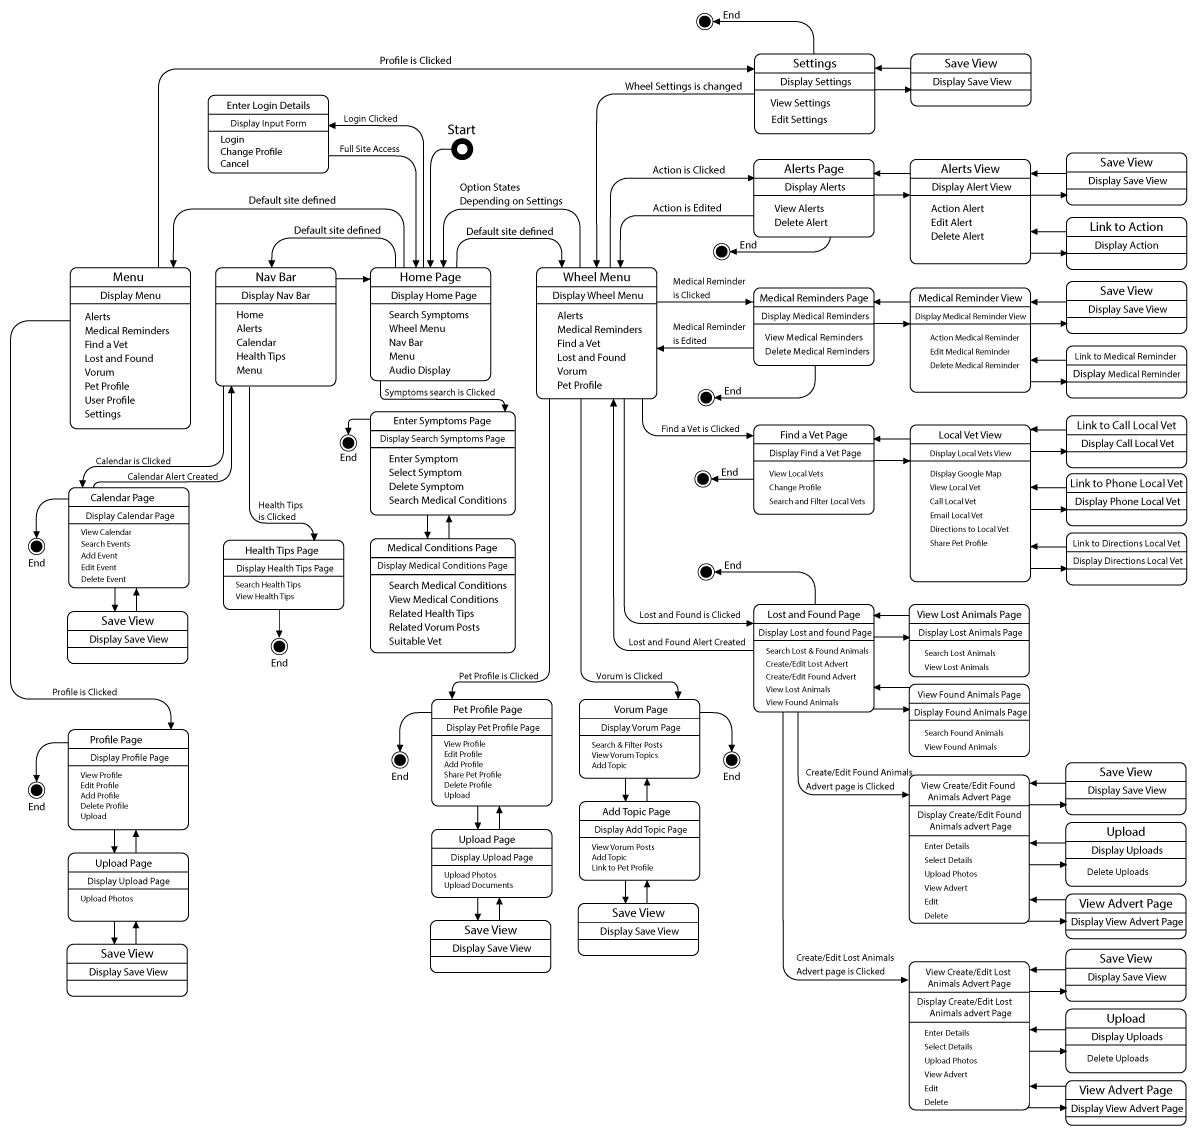 End
Profile is Clicked
Settings
Display Settings
View Settings
Edit Settings
Save View
Display Save View
Wheel Settings is changed
Enter Login Details
Display Input Form
Login
Change Profile
Cancel
Login Clicked
Full Site Access
Start
Option States
Depending on Settings
Default site defined
Default site defined
Default site defined
Action is Clicked
Action is Edited
Alerts Page
Display Alerts
View Alerts
Delete Alert
End
Alerts View
Display Alert View
Action Alert
Edit Alert
Delete Alert
Save View
Display Save View
Link to Action
Display Action
Menu
Display Menu
Alerts
Medical Reminders
Find a Vet
Lost and Found
Vorum
Pet Profile
User Profile
Settings
Nav Bar
Display Nav Bar
Home
Alerts
Calendar
Health Tips
Menu
Home Page
Display Home Page
Search Symptoms
Wheel Menu
Nav Bar
Menu
Audio Display
Wheel Menu
Display Wheel Menu
Alerts
Medical Reminders
Find a Vet
Lost and Found
Vorum
Pet Profile
Medical Reminder
is Clicked
Medical Reminder
is Edited
Medical Reminders Page
Display Medical Reminders
View Medical Reminders
Delete Medical Reminders
End
Medical Reminder View
Display Medical Reminder View
Action Medical Reminder
Edit Medical Reminder
Delete Medical Reminder
Save View
Display Save View
Link to Medical Reminder
Display Medical Reminder
Symptoms search is Clicked
Enter Symptoms Page
Display Search Symptoms Page
Enter Symptom
Select Symptom
Delete Symptom
Search Medical Conditions
End
Medical Conditions Page
Display Medical Conditions Page
Search Medical Conditions
View Medical Conditions
Related Health Tips
Related Vorum Posts
Suitable Vet
Find a Vet is Clicked
Find a Vet Page
Display Find a Vet Page
View Local Vets
Change Profile
Search and Filter Local Vets
End
Local Vet View
Display Local Vets View
Display Google Map
View Local Vet
Call Local Vet
Email Local Vet
Directions to Local Vet
Share Pet Profile
Link to Call Local Vet
Display Call Local Vet
Link to Phone Local Vet
Display Phone Local Vet
Link to Directions Local Vet
Display Directions Local Vet
Calendar is Clicked
Calendar Alert Created
Calendar Page
Display Calendar Page
View Calendar
Search Events
Add Event
Edit Event
Delete Event
End
Save View
Display Save View
Health Tips
is Clicked
Health Tips Page
Display Health Tips Page
Search Health Tips
View Health Tips
End
End
Lost and Found is Clicked
Lost and Found Alert Created
Lost and Found Page
Display Lost and found Page
Search Lost & Found Animals
Create/Edit Lost Advert
Create/Edit Found Advert
View Lost Animals
View Found Animals
View Lost Animals Page
Display Lost Animals Page
Search Lost Animals
View Lost Animals
View Found Animals Page
Display Found Animals Page
Search Found Animals
View Found Animals
Profile is Clicked
Profile Page
Display Profile Page
View Profile
Edit Profile
Add Profile
Delete Profile
Upload
End
Upload Page
Display Upload Page
Upload Photos
Save View
Display Save View
Pet Profile is Clicked
Pet Profile Page
Display Pet Profile Page
View Profile
Edit Profile
Add Profile
Share Pet Profile
Delete Profile
Upload
End
Upload Page
Display Upload Page
Upload Photos
Upload Documents
Save View
Display Save View
Vorum is Clicked
Vorum Page
Display Vorum Page
Search & Filter Posts
View Vorum Topics
Add Topic
End
Add Topic Page
Display Add Topic Page
View Vorum Posts
Add Topic
Link to Pet Profile
Save View
Display Save View
Create/Edit Found Animals
Advert page is Clicked
View Create/Edit Found
Animals Advert Page
Display Create/Edit Found
Animals advert Page
Enter Details
Select Details
Upload Photos
View Advert
Edit
Delete
Save View
Display Save View
Upload
Display Uploads
Delete Uploads
View Advert Page
Display View Advert Page
Create/Edit Lost Animals
Advert page is Clicked
View Create/Edit Lost
Animals Advert Page
Display Create/Edit Lost
Animals advert Page
Enter Details
Select Details
Upload Photos
View Advert
Edit
Delete
Save View
Display Save View
Upload
Display Uploads
Delete Uploads
View Advert Page
Display View Advert Page